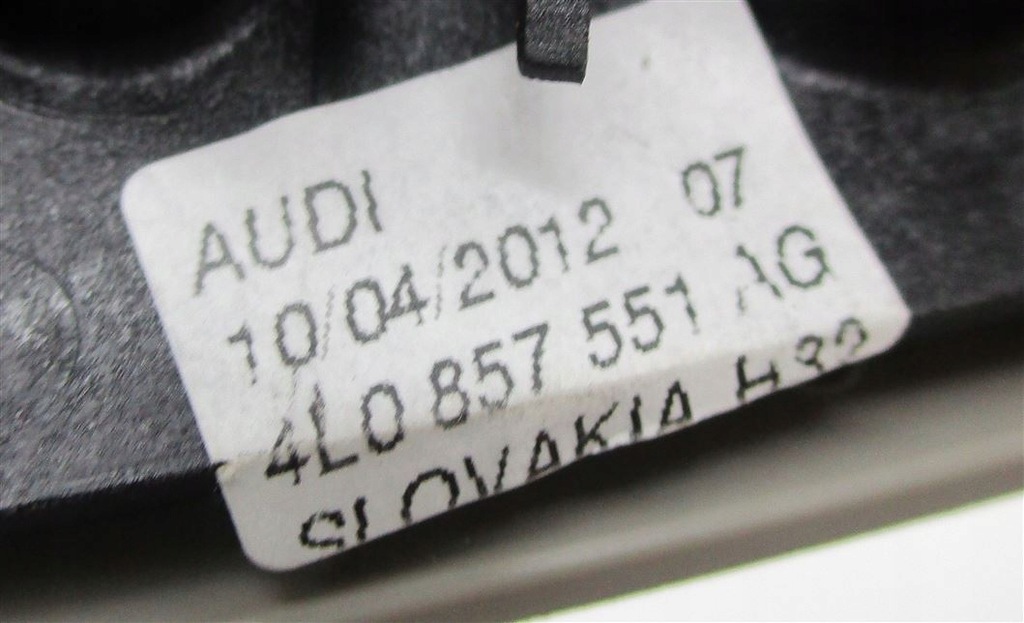 AUDI
10/04/2012 07
4L0 857 551 AG
SLOVAKIA